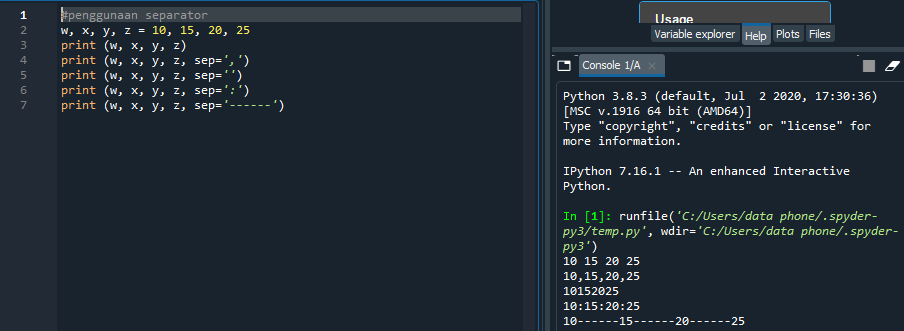 1 #penggunaan separator
2 w, x, y, z = 10, 15, 20, 25
3 print (w, x, y, z)
4 print (w, x, y, z, sep=',')
5 print (w, x, y, z, sep='')
6 print (w, x, y, z, sep=':')
7 print (w, x, y, z, sep='------')
Usage
Variable explorer Help Plots Files
Console 1/A
Python 3.8.3 (default, Jul  2 2020, 17:30:36)
[MSC v.1916 64 bit (AMD64)]
Type "copyright", "credits" or "license" for
more information.
IPython 7.16.1 -- An enhanced Interactive
Python.
In [1]: runfile('C:/Users/data phone/.spyder-
py3/temp.py', wdir='C:/Users/data phone/.spyder-
py3')
10 15 20 25
10,15,20,25
10152025
10:15:20:25
10------15------20------25